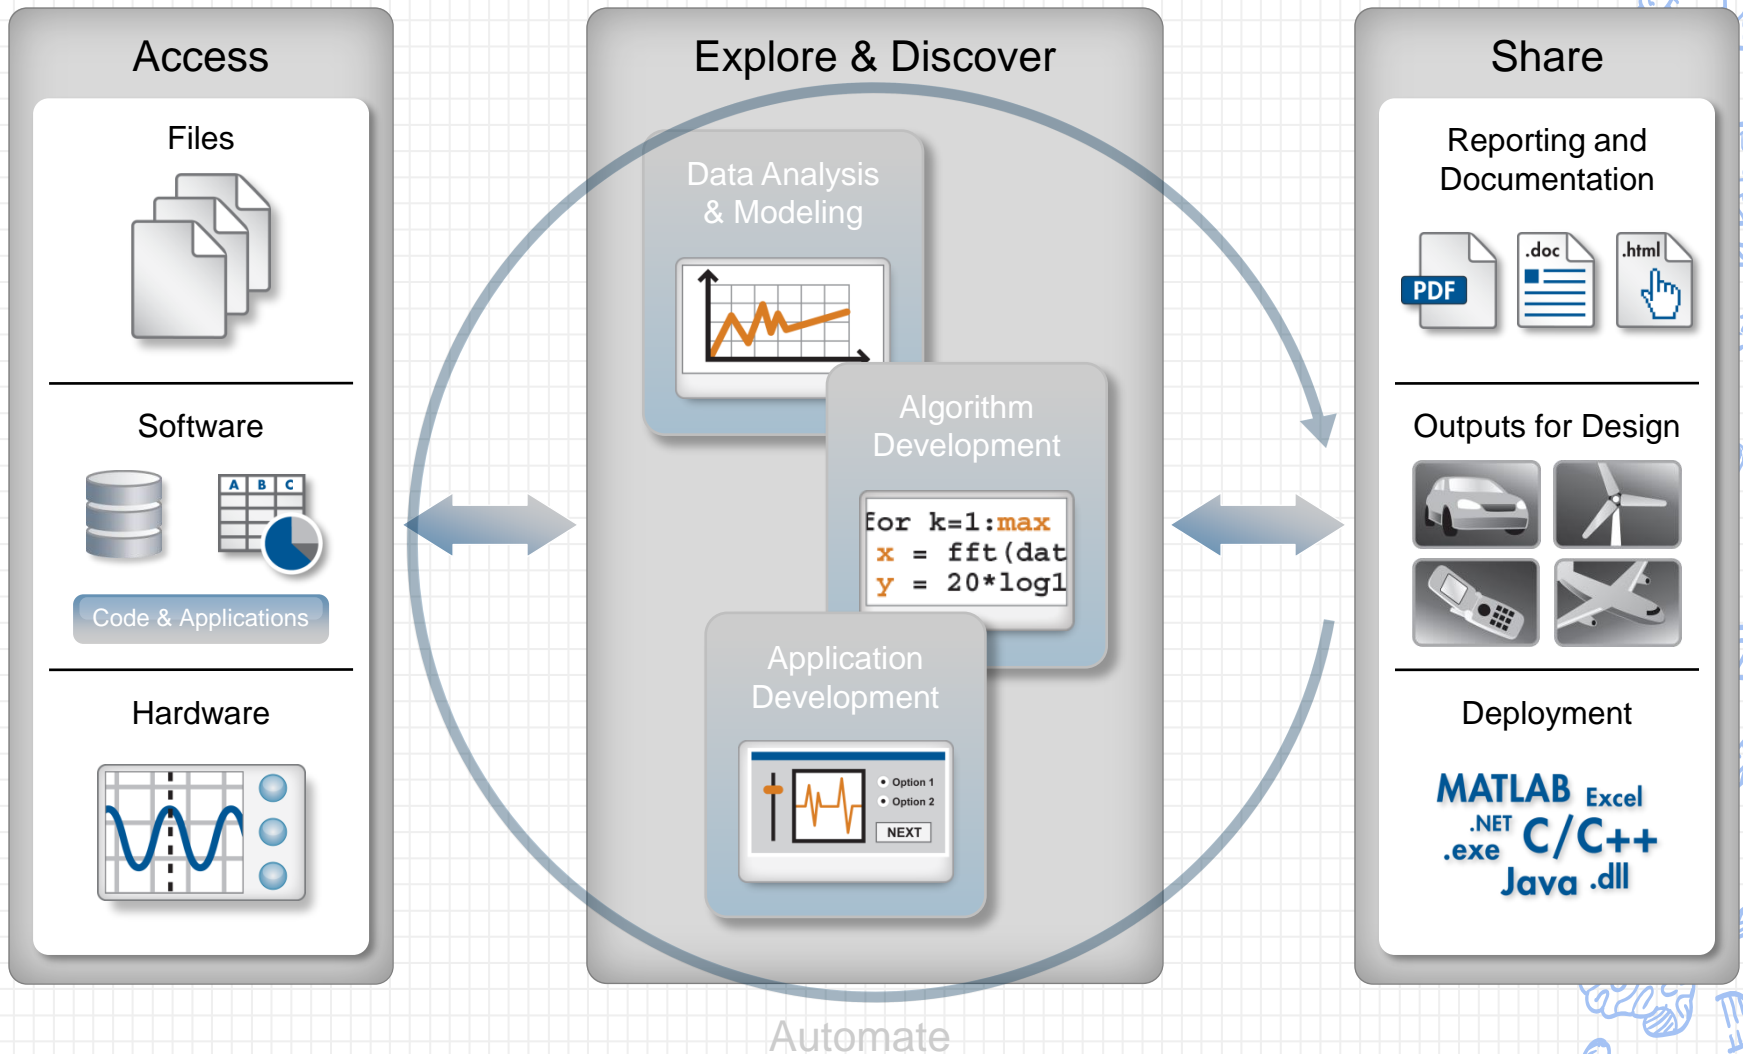 Access
Files
Software
A B C
Code & Applications
Hardware
Explore & Discover
Data Analysis
& Modeling
Algorithm
Development
for k=1:max
x = fft(dat
y = 20*log1
Application
Development
Option 1
Option 2
NEXT
Automate
Share
Reporting and
Documentation
PDF
.doc
.html
Outputs for Design
Deployment
MATLAB Excel
.NET C/C++
.exe
Java .dll